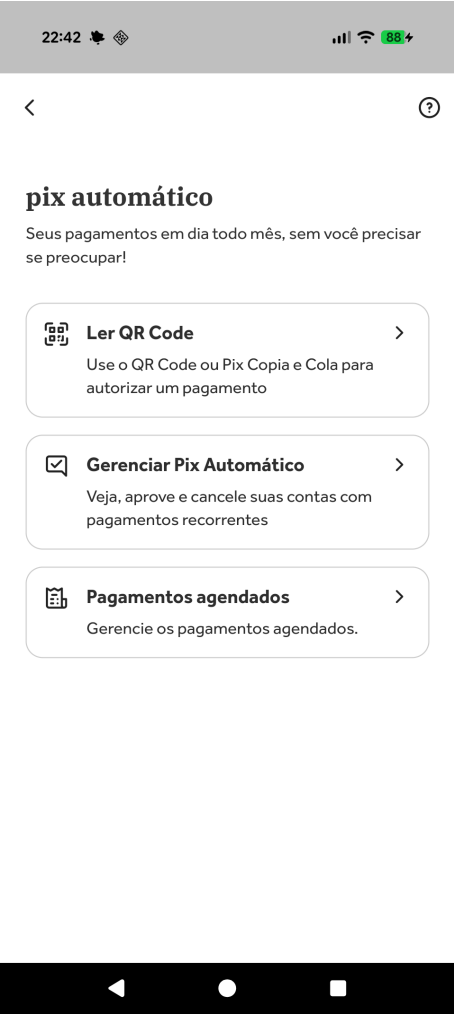 22:42
88
pix automático
Seus pagamentos em dia todo mês, sem você precisar
se preocupar!
Ler QR Code
Use o QR Code ou Pix Copia e Cola para
autorizar um pagamento
Gerenciar Pix Automático
Veja, aprove e cancele suas contas com
pagamentos recorrentes
Pagamentos agendados
Gerencie os pagamentos agendados.